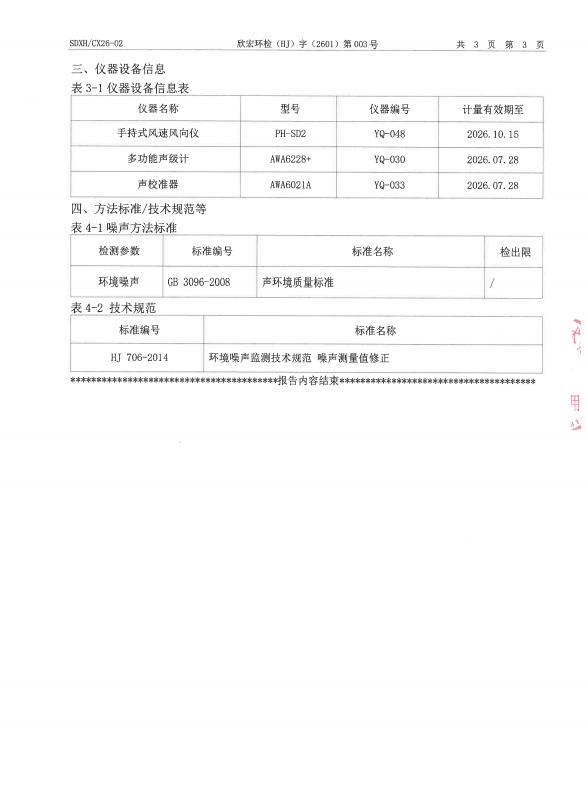 SDXH/CX26-02 欣宏环检（HJ）字（2601）第 003 号 共 3 页 第 3 页
三、仪器设备信息
表 3-1 仪器设备信息表
仪器名称 型号 仪器编号 计量有效期至
手持式风速风向仪 PH-SD2 YQ-048 2026.10.15
多功能声级计 AWA6228+ YQ-030 2026.07.28
声校准器 AWA6021A YQ-033 2026.07.28
四、方法标准/技术规范等
表 4-1 噪声方法标准
检测参数 标准编号 标准名称 检出限
环境噪声 GB 3096-2008 声环境质量标准 /
表 4-2 技术规范
标准编号 标准名称
HJ 706-2014 环境噪声监测技术规范 噪声测量值修正
****************************************报告内容结束**************************************
用